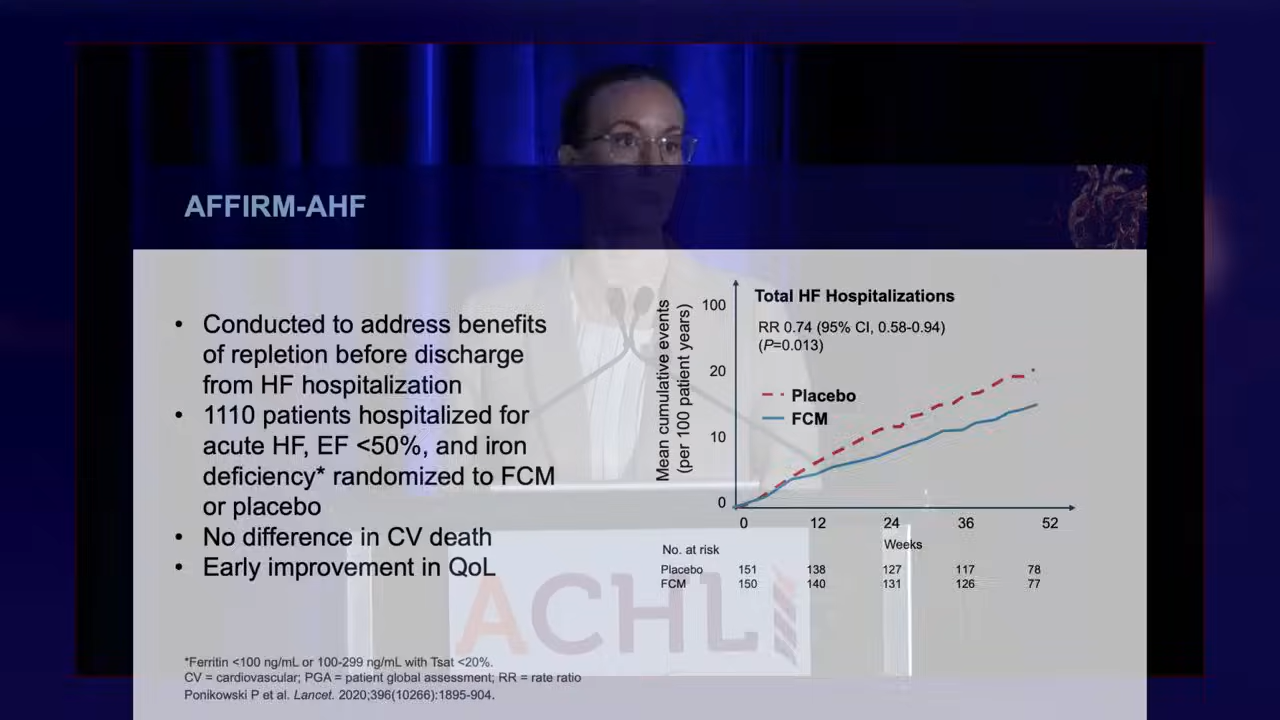 AFFIRM-AHF
• Conducted to address benefits
of repletion before discharge
from HF hospitalization
• 1110 patients hospitalized for
acute HF, EF <50%, and iron
deficiency* randomized to FCM
or placebo
• No difference in CV death
• Early improvement in QoL
Total HF Hospitalizations
RR 0.74 (95% CI, 0.58-0.94)
(P=0.013)
Mean cumulative events
(per 100 patient years)
100
20
10
0
Placebo
FCM
0 12 24 36 52
Weeks
No. at risk
Placebo 151 138 127 117 78
FCM 150 140 131 126 77
ACHL
*Ferritin <100 ng/mL or 100-299 ng/mL with Tsat <20%.
CV = cardiovascular; PGA = patient global assessment; RR = rate ratio
Ponikowski P et al. Lancet. 2020;396(10266):1895-904.